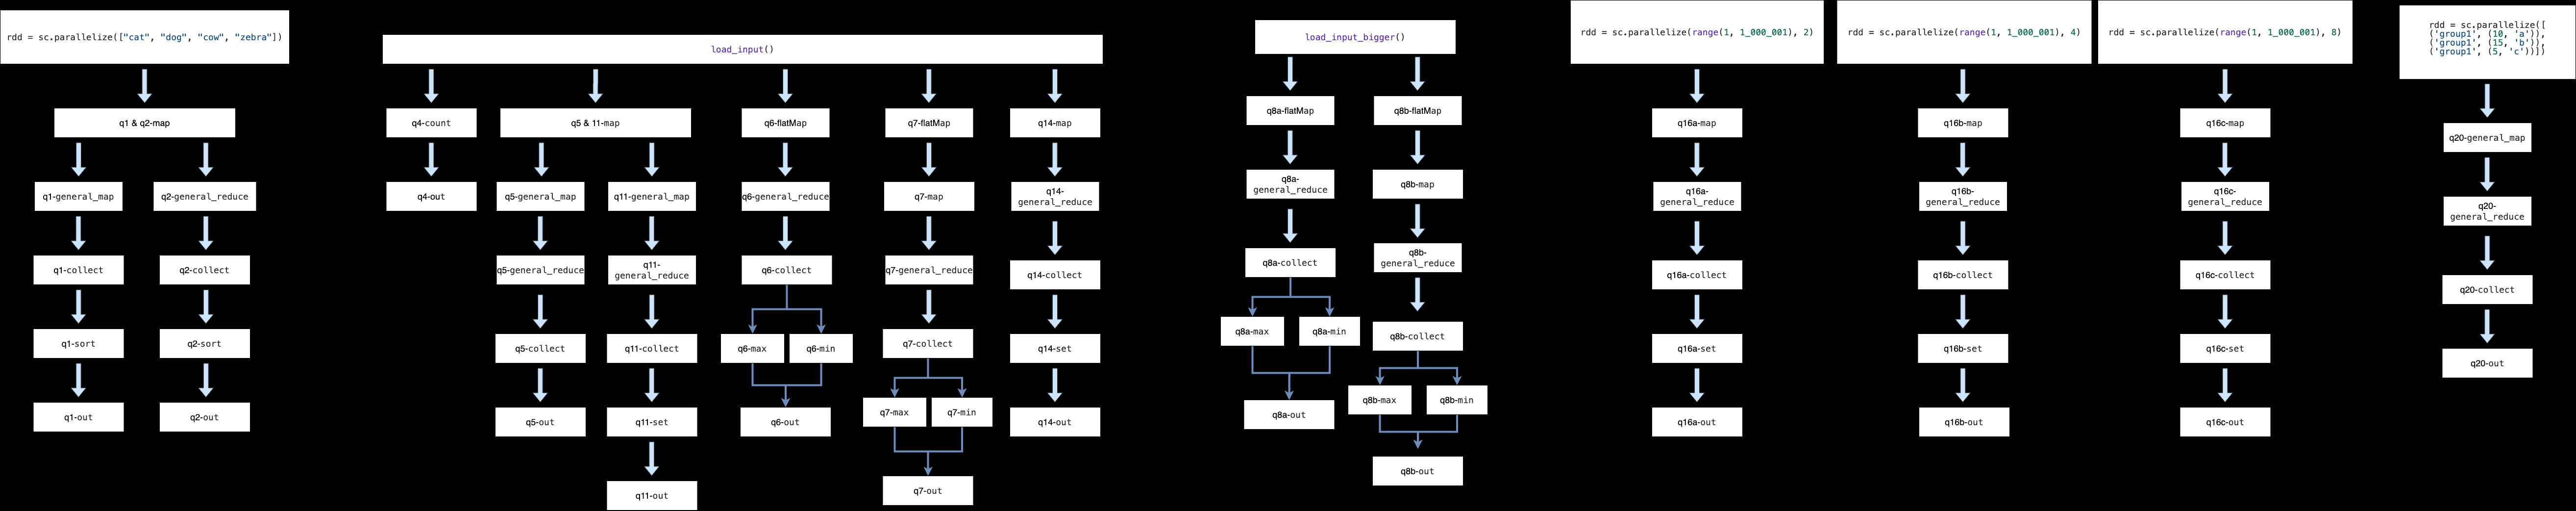 rdd = sc.parallelize(["cat", "dog", "cow", "zebra"])
q1 & q2-map
q1-general_map
q2-general_reduce
q1-collect
q2-collect
q1-sort
q2-sort
q1-out
q2-out
load_input()
q4-count
q5 & 11-map
q6-flatMap
q7-flatMap
q14-map
q4-out
q5-general_map
q11-general_map
q6-general_reduce
q7-map
q14-
general_reduce
q5-general_reduce
q11-
general_reduce
q6-collect
q7-general_reduce
q14-collect
q5-collect
q11-collect
q6-max
q6-min
q7-collect
q14-set
q5-out
q11-set
q6-out
q7-max
q7-min
q14-out
q11-out
q7-out
load_input_bigger()
q8a-flatMap
q8b-flatMap
q8a-
general_reduce
q8b-map
q8a-collect
q8b-
general_reduce
q8a-max
q8a-min
q8b-collect
q8a-out
q8b-max
q8b-min
q8b-out
rdd = sc.parallelize(range(1, 1_000_001), 2)
q16a-map
q16a-
general_reduce
q16a-collect
q16a-set
q16a-out
rdd = sc.parallelize(range(1, 1_000_001), 4)
q16b-map
q16b-
general_reduce
q16b-collect
q16b-set
q16b-out
rdd = sc.parallelize(range(1, 1_000_001), 8)
q16c-map
q16c-
general_reduce
q16c-collect
q16c-set
q16c-out
rdd = sc.parallelize([
('group1', (10, 'a')),
('group1', (15, 'b')),
('group1', (5, 'c'))])
q20-general_map
q20-
general_reduce
q20-collect
q20-out